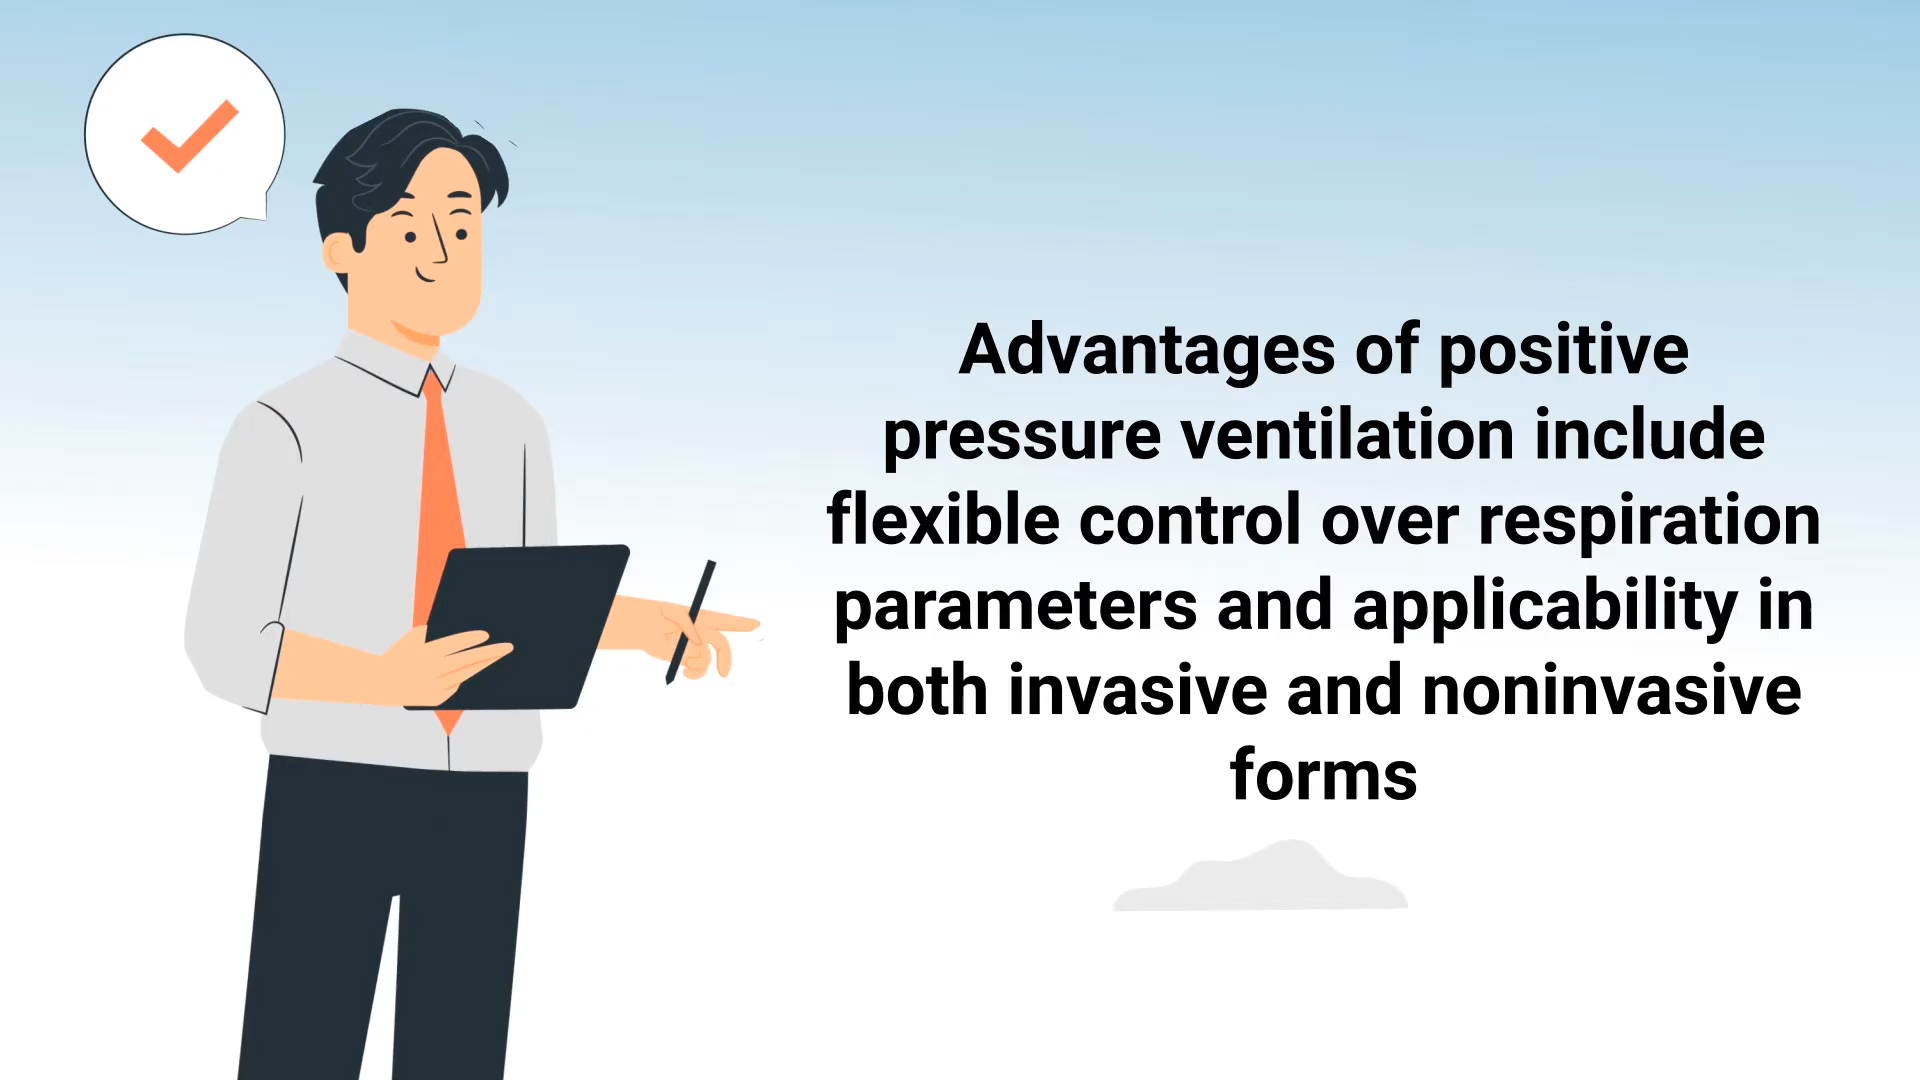 Advantages of positive
pressure ventilation include
flexible control over respiration
parameters and applicability in
both invasive and noninvasive
forms